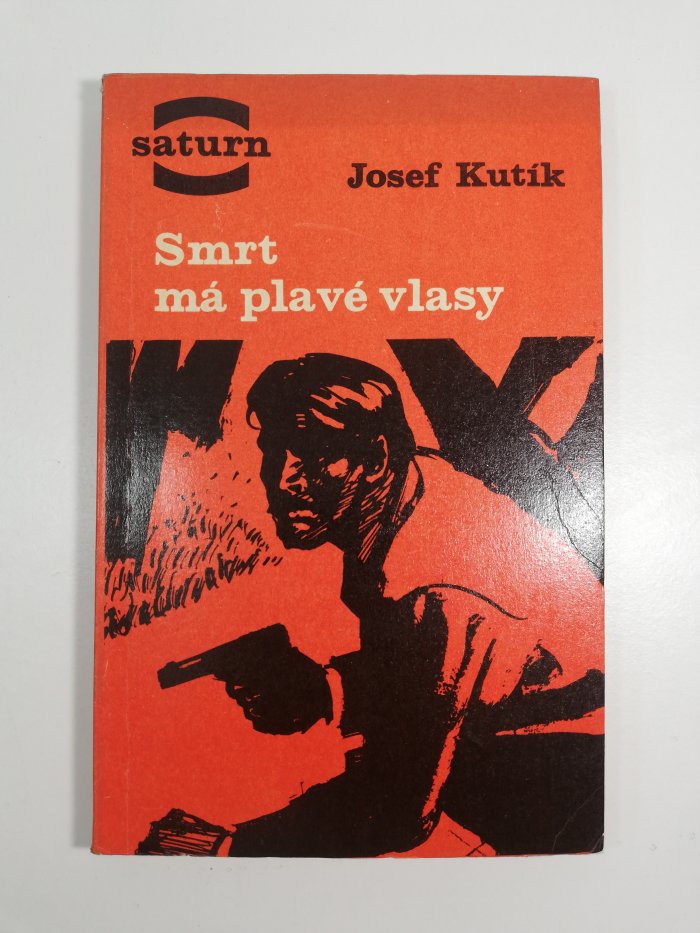 saturn
Josef Kutík
Smrt
má plavé vlasy